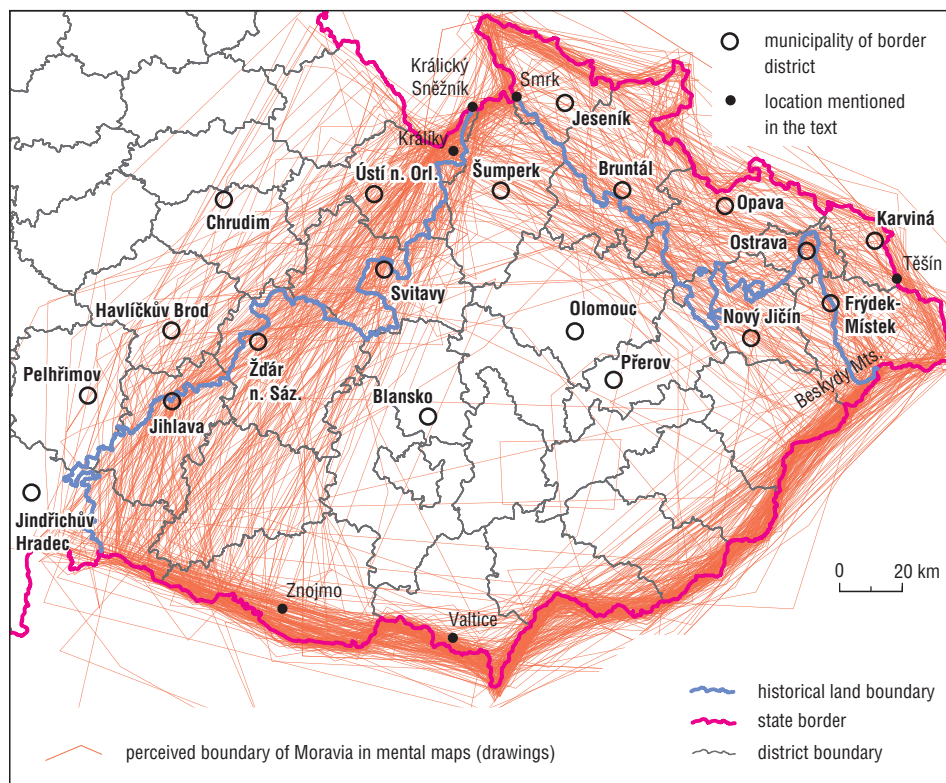 Králický
Sněžník
Smrk
municipality of border
district
location mentioned
in the text
Jeseník
Králíky
Ústí n. Orl.
Šumperk
Bruntál
Chrudim
Opava
Karviná
Ostrava
Těšín
Svitavy
Havlíčkův Brod
Olomouc
Nový Jičín
Frýdek-
Místek
Žďár
n. Sáz.
Přerov
Pelhřimov
Beskydy Mts.
Blansko
Jihlava
Jindřichův
Hradec
0 20 km
Znojmo
Valtice
historical land boundary
state border
perceived boundary of Moravia in mental maps (drawings)
district boundary